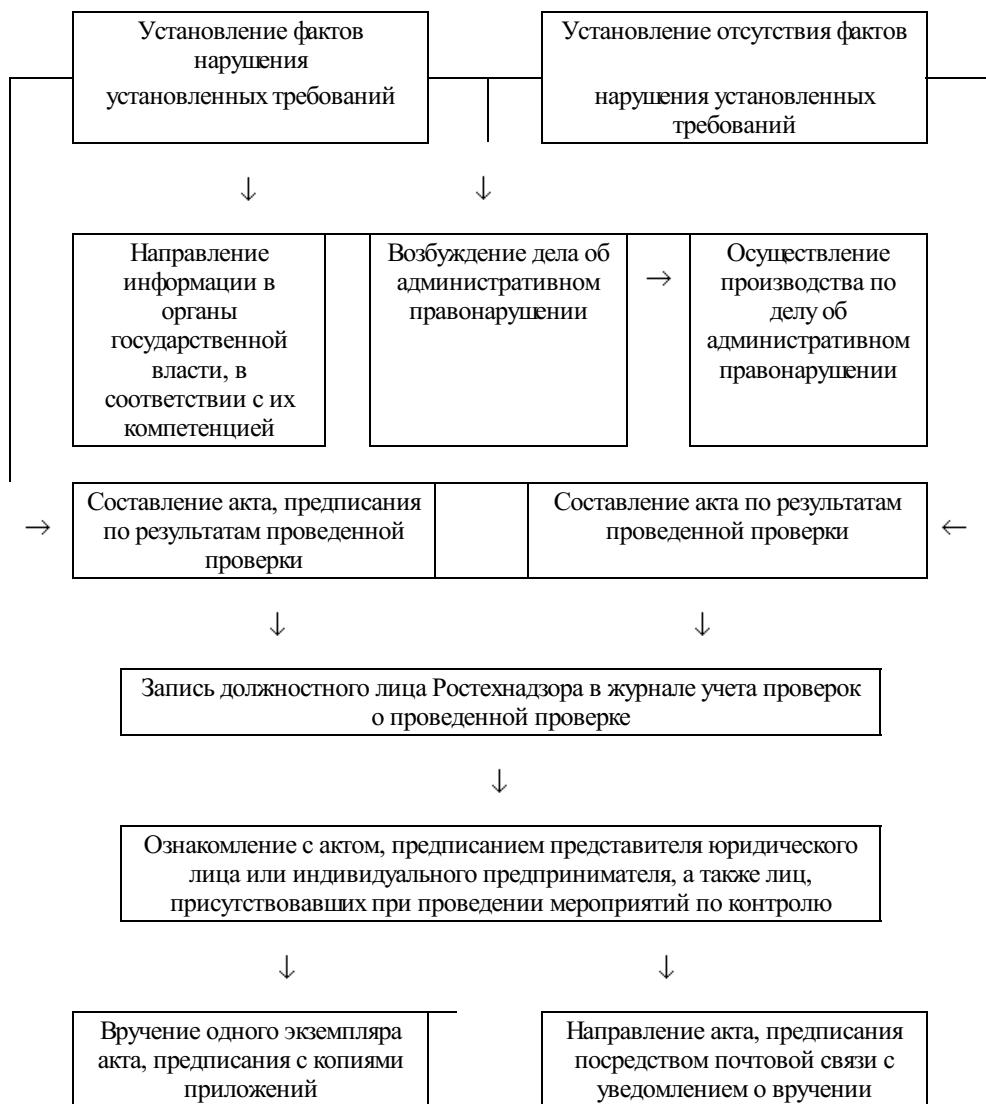 Установление фактов
нарушения
установленных требований
Установление отсутствия фактов
нарушения установленных
требований
↓
↓
Направление
информации в
органы
государственной
власти, в
соответствии с их
компетенцией
Возбуждение дела об
административном
правонарушении
→
Осуществление
производства по
делу об
административном
правонарушении
→
Составление акта, предписания
по результатам проведенной
проверки
Составление акта по результатам
проведенной проверки
←
↓
↓
Запись должностного лица Ростехнадзора в журнале учета проверок
о проведенной проверке
↓
Ознакомление с актом, предписанием представителя юридического
лица или индивидуального предпринимателя, а также лиц,
присутствовавших при проведении мероприятий по контролю
↓
↓
Вручение одного экземпляра
акта, предписания с копиями
приложений
Направление акта, предписания
посредством почтовой связи с
уведомлением о вручении